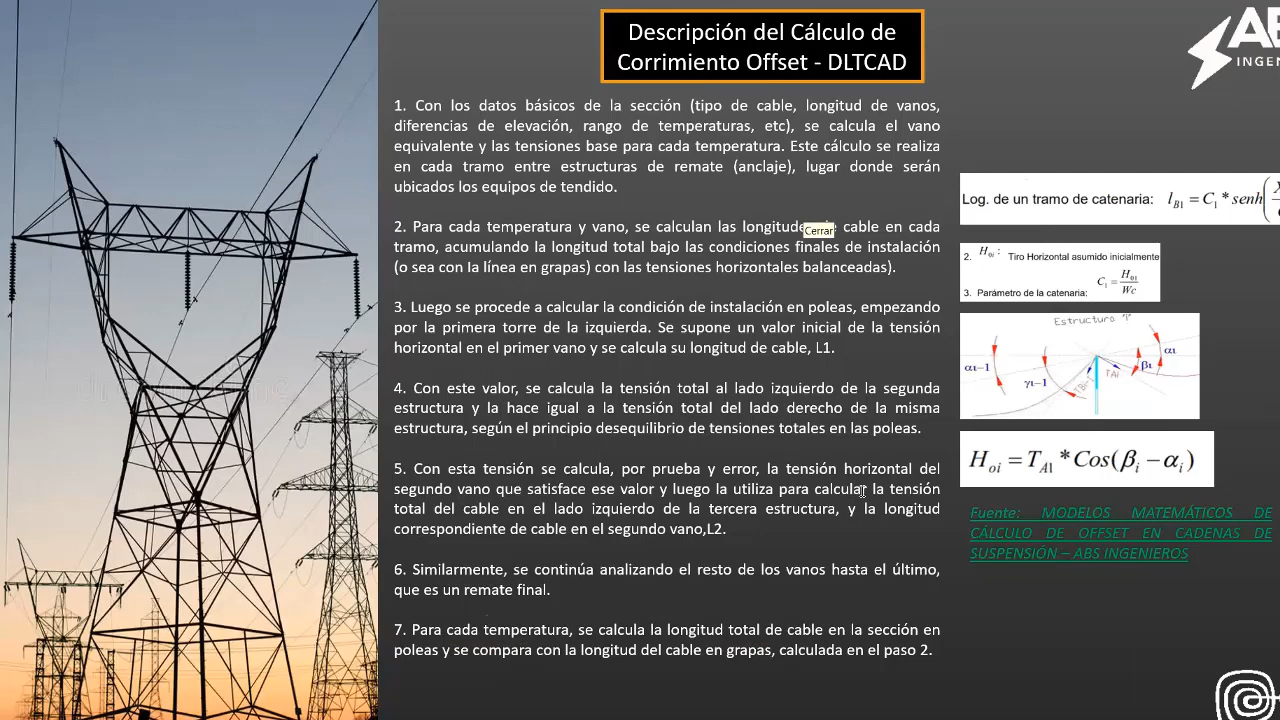 Descripción del Cálculo de
Corrimiento Offset - DLTCAD
1. Con los datos básicos de la sección (tipo de cable, longitud de vanos,
diferencias de elevación, rango de temperaturas, etc), se calcula el vano
equivalente y las tensiones base para cada temperatura. Este cálculo se realiza
en cada tramo entre estructuras de remate (anclaje), lugar donde serán
ubicados los equipos de tendido.
2. Para cada temperatura y vano, se calculan las longitude cable en cada
Cerrar
tramo, acumulando la longitud total bajo las condiciones finales de instalación
(o sea con la línea en grapas) con las tensiones horizontales balanceadas).
3. Luego se procede a calcular la condición de instalación en poleas, empezando
por la primera torre de la izquierda. Se supone un valor inicial de la tensión
horizontal en el primer vano y se calcula su longitud de cable, L1.
4. Con este valor, se calcula la tensión total al lado izquierdo de la segunda
estructura y la hace igual a la tensión total del lado derecho de la misma
estructura, según el principio desequilibrio de tensiones totales en las poleas.
5. Con esta tensión se calcula, por prueba y error, la tensión horizontal del
segundo vano que satisface ese valor y luego la utiliza para calcular la tensión
total del cable en el lado izquierdo de la tercera estructura, y la longitud
correspondiente de cable en el segundo vano,L2.
6. Similarmente, se continúa analizando el resto de los vanos hasta el último,
que es un remate final.
7. Para cada temperatura, se calcula la longitud total de cable en la sección en
poleas y se compara con la longitud del cable en grapas, calculada en el paso 2.
AB
INGEN
Log. de un tramo de catenaria: l_B1 = C_1 * senh(X
2. H_0i : Tiro Horizontal asumido inicialmente
3. Parámetro de la catenaria: C_1 = H_01 / Wc
Estructura "i"
αι−1 γι−1 TBi-1 TAi βι αι
H_oi = T_A1 * Cos(β_i − α_i)
Fuente: MODELOS MATEMÁTICOS DE
CÁLCULO DE OFFSET EN CADENAS DE
SUSPENSIÓN – ABS INGENIEROS